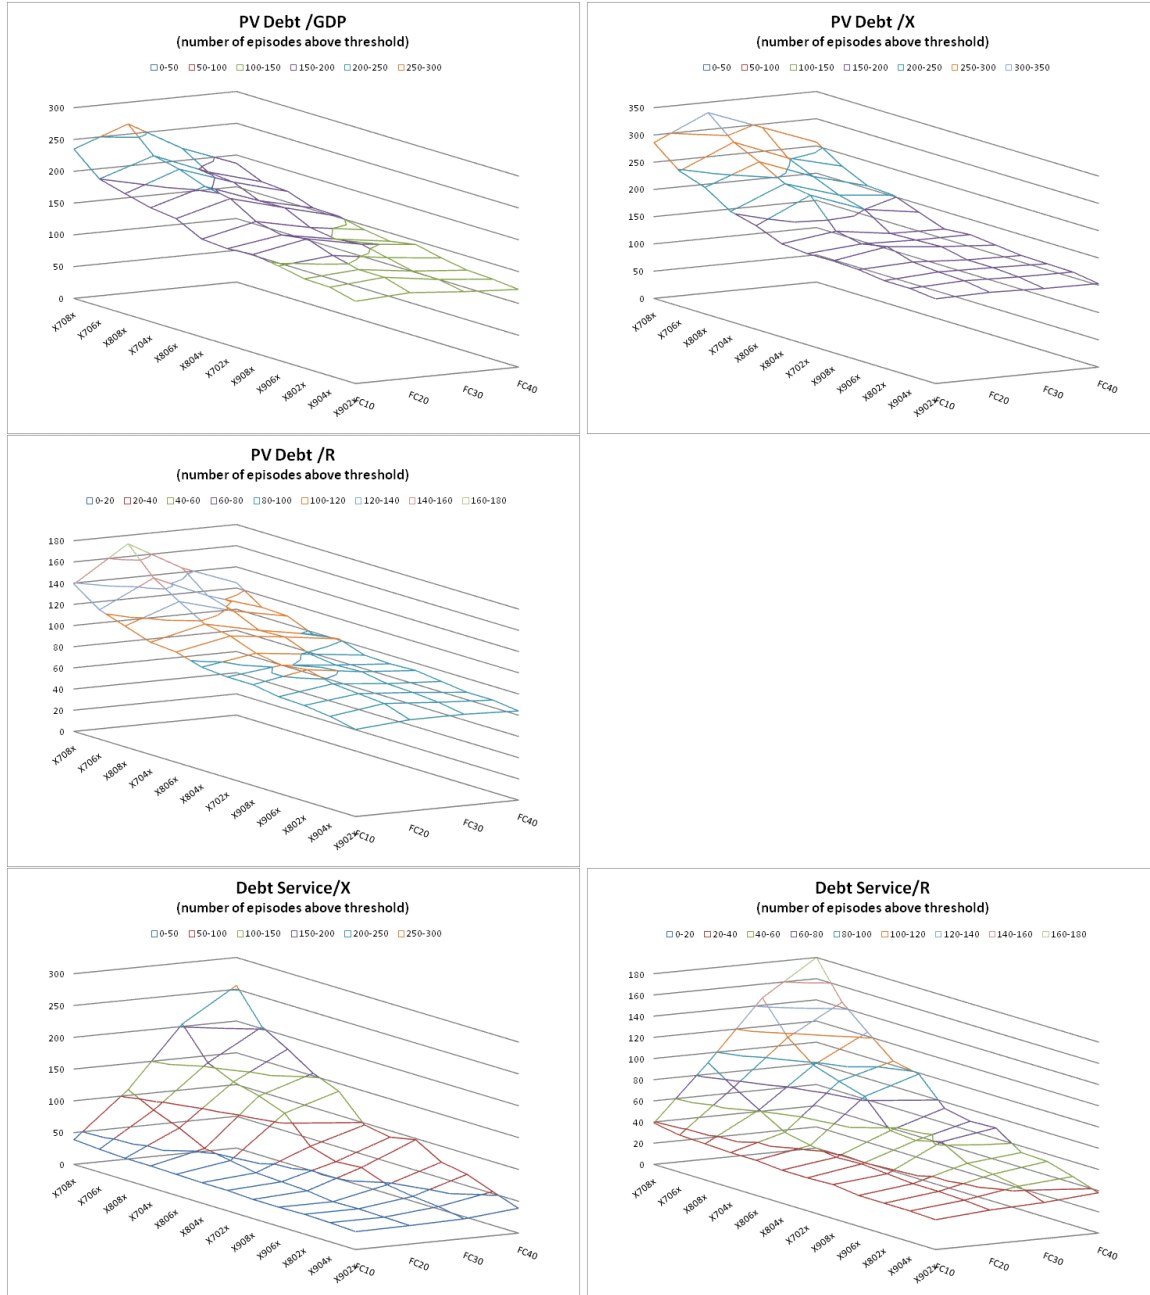 PV Debt /GDP
(number of episodes above threshold)
0-50 50-100 100-150 150-200 200-250 250-300
300
250
200
150
100
50
0
X708x
X706x
X808x
X704x
X806x
X804x
X702x
X908x
X906x
X802x
X904x
X902x
FC10
FC20
FC30
FC40
PV Debt /X
(number of episodes above threshold)
0-50 50-100 100-150 150-200 200-250 250-300 300-350
350
300
250
200
150
100
50
0
X708x
X706x
X808x
X704x
X806x
X804x
X702x
X908x
X906x
X802x
X904x
X902x
FC10
FC20
FC30
FC40
PV Debt /R
(number of episodes above threshold)
0-20 20-40 40-60 60-80 80-100 100-120 120-140 140-160 160-180
180
160
140
120
100
80
60
40
20
0
X708x
X706x
X808x
X704x
X806x
X804x
X702x
X908x
X906x
X802x
X904x
X902x
FC10
FC20
FC30
FC40
Debt Service/X
(number of episodes above threshold)
0-50 50-100 100-150 150-200 200-250 250-300
300
250
200
150
100
50
0
X708x
X706x
X808x
X704x
X806x
X804x
X702x
X908x
X906x
X802x
X904x
X902x
FC10
FC20
FC30
FC40
Debt Service/R
(number of episodes above threshold)
0-20 20-40 40-60 60-80 80-100 100-120 120-140 140-160 160-180
180
160
140
120
100
80
60
40
20
0
X708x
X706x
X808x
X704x
X806x
X804x
X702x
X908x
X906x
X802x
X904x
X902x
FC10
FC20
FC30
FC40